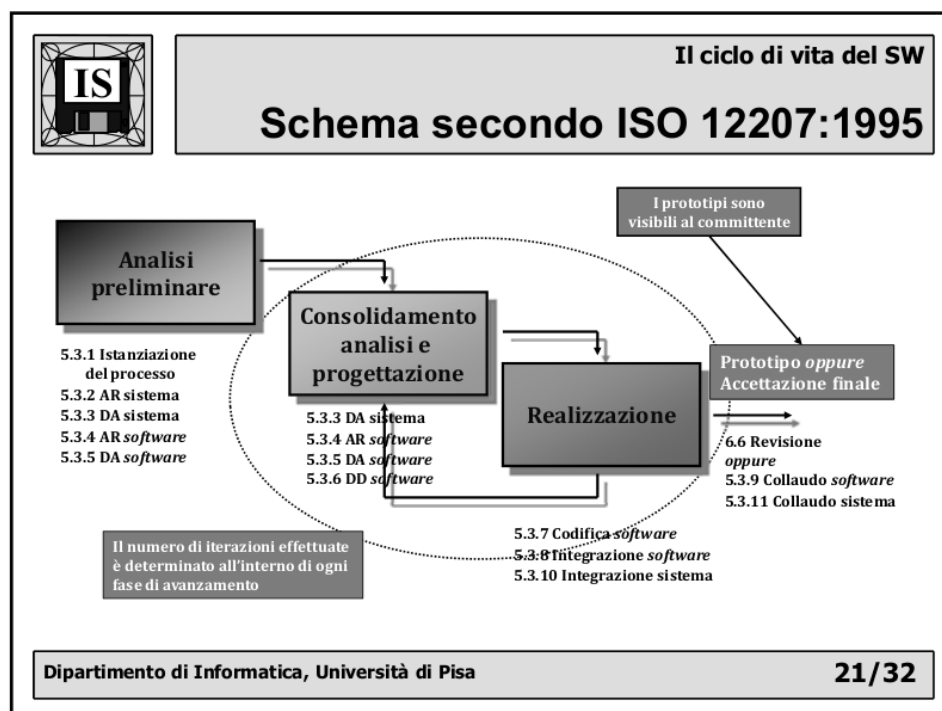 IS
Il ciclo di vita del SW
Schema secondo ISO 12207:1995
I prototipi sono
visibili al committente
Analisi
preliminare
Consolidamento
analisi e
progettazione
Realizzazione
Prototipo oppure
Accettazione finale
5.3.1 Istanziazione
del processo
5.3.2 AR sistema
5.3.3 DA sistema
5.3.4 AR software
5.3.5 DA software
5.3.3 DA sistema
5.3.4 AR software
5.3.5 DA software
5.3.6 DD software
6.6 Revisione
oppure
5.3.9 Collaudo software
5.3.11 Collaudo sistema
5.3.7 Codifica software
5.3.8 Integrazione software
5.3.10 Integrazione sistema
Il numero di iterazioni effettuate
è determinato all'interno di ogni
fase di avanzamento
Dipartimento di Informatica, Università di Pisa
21/32